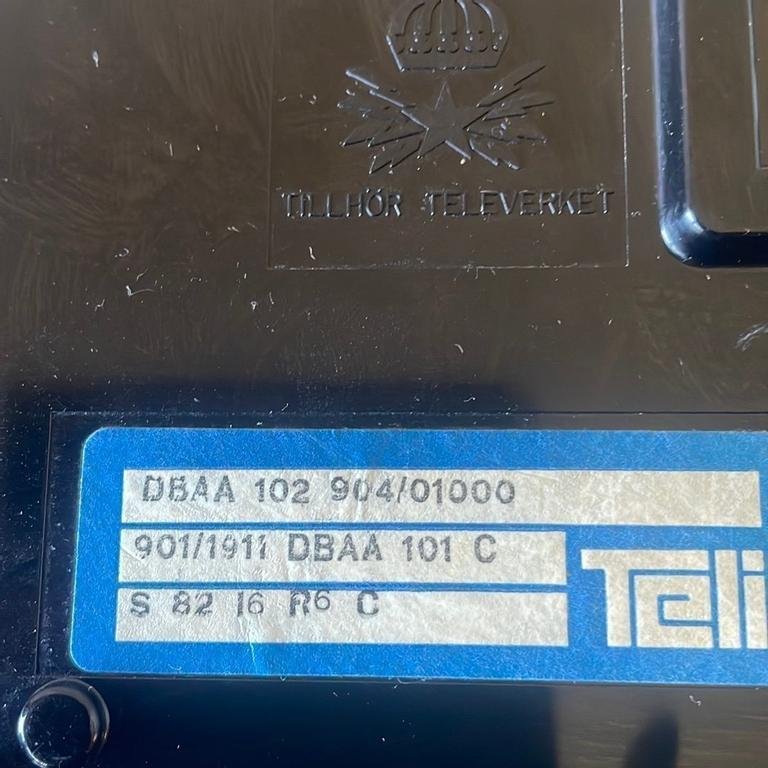 TILLHÖR TELEVERKET
DBAA 102 904/01000
901/1911 DBAA 101 C
S 82 16 R6 C
Teli